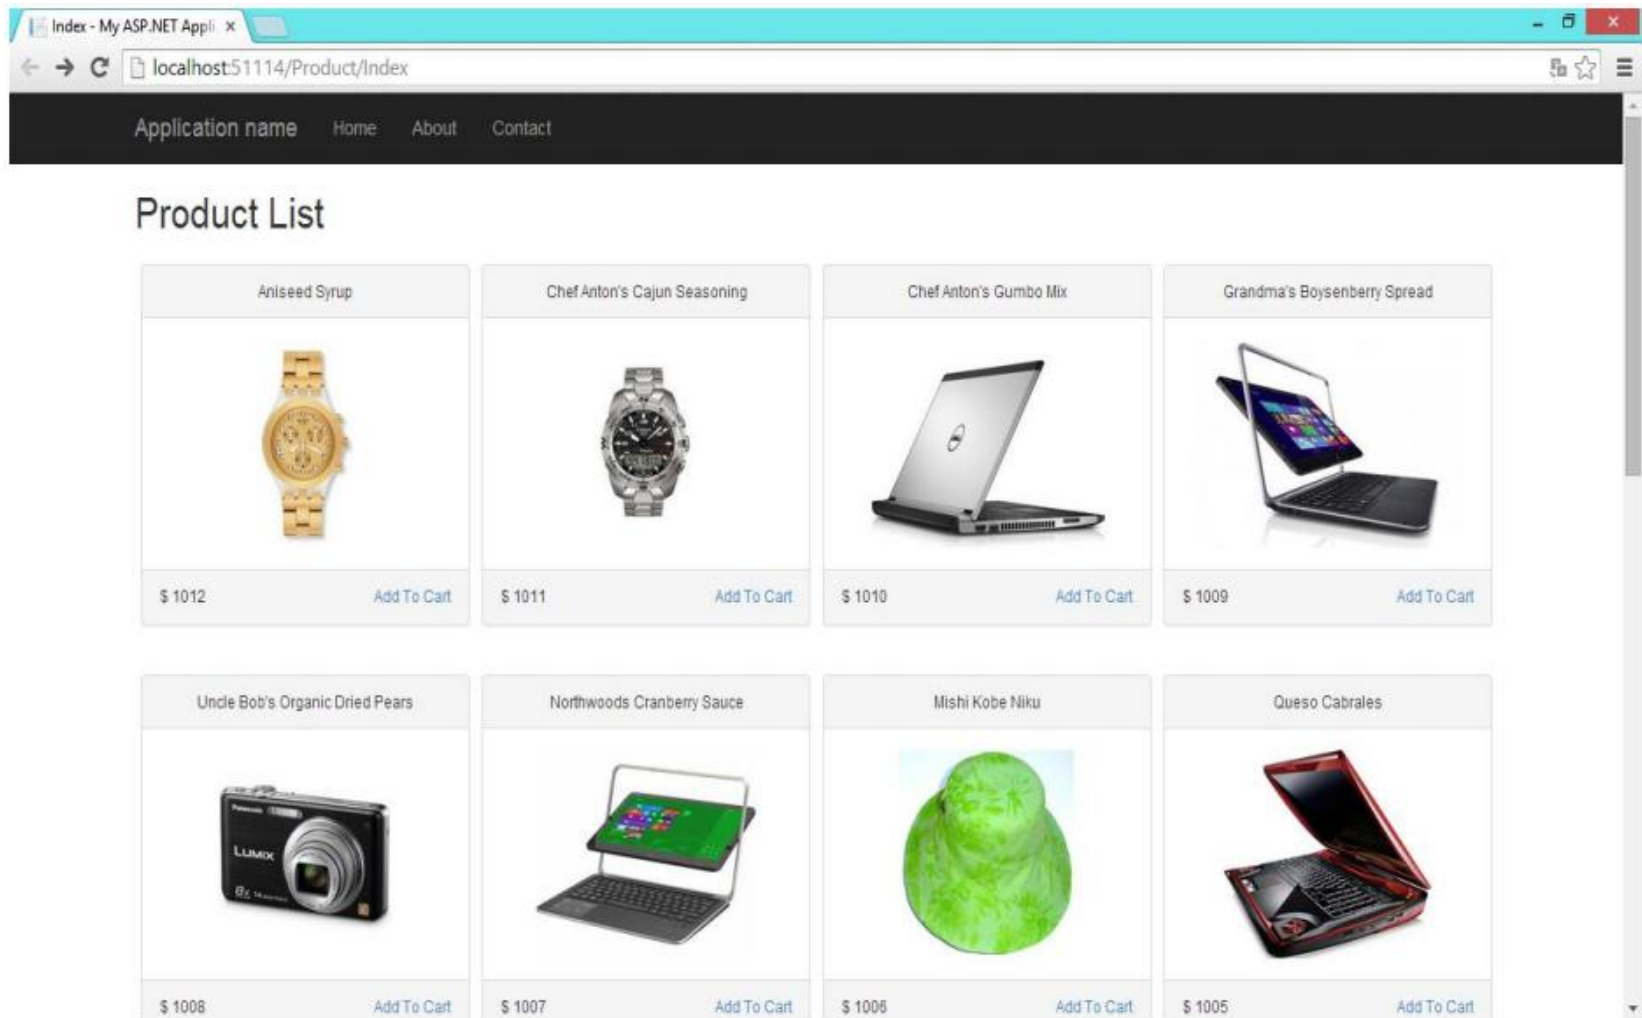 Index - My ASP.NET Appli
localhost:51114/Product/Index
Application name Home About Contact
Product List
Aniseed Syrup
Chef Anton's Cajun Seasoning
Chef Anton's Gumbo Mix
Grandma's Boysenberry Spread
$ 1012 Add To Cart
$ 1011 Add To Cart
$ 1010 Add To Cart
$ 1009 Add To Cart
Uncle Bob's Organic Dried Pears
Northwoods Cranberry Sauce
Mishi Kobe Niku
Queso Cabrales
Panasonic
LUMIX
8x
$ 1008 Add To Cart
$ 1007 Add To Cart
$ 1006 Add To Cart
$ 1005 Add To Cart